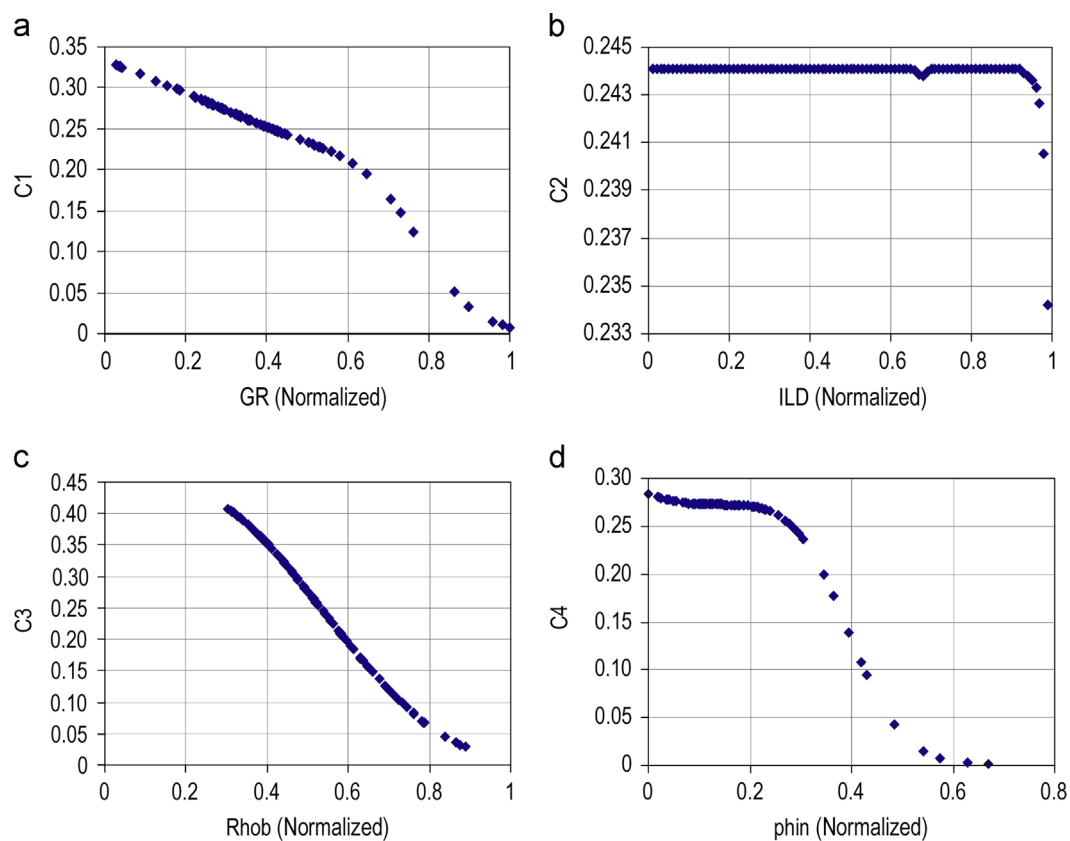 a
0.35
0.30
0.25
0.20
0.15
0.10
0.05
0
C1
0 0.2 0.4 0.6 0.8 1
GR (Normalized)
b
0.245
0.243
0.241
0.239
0.237
0.235
0.233
C2
0 0.2 0.4 0.6 0.8 1
ILD (Normalized)
c
0.45
0.40
0.35
0.30
0.25
0.20
0.15
0.10
0.05
0
C3
0 0.2 0.4 0.6 0.8 1
Rhob (Normalized)
d
0.30
0.25
0.20
0.15
0.10
0.05
0
C4
0 0.2 0.4 0.6 0.8
phin (Normalized)